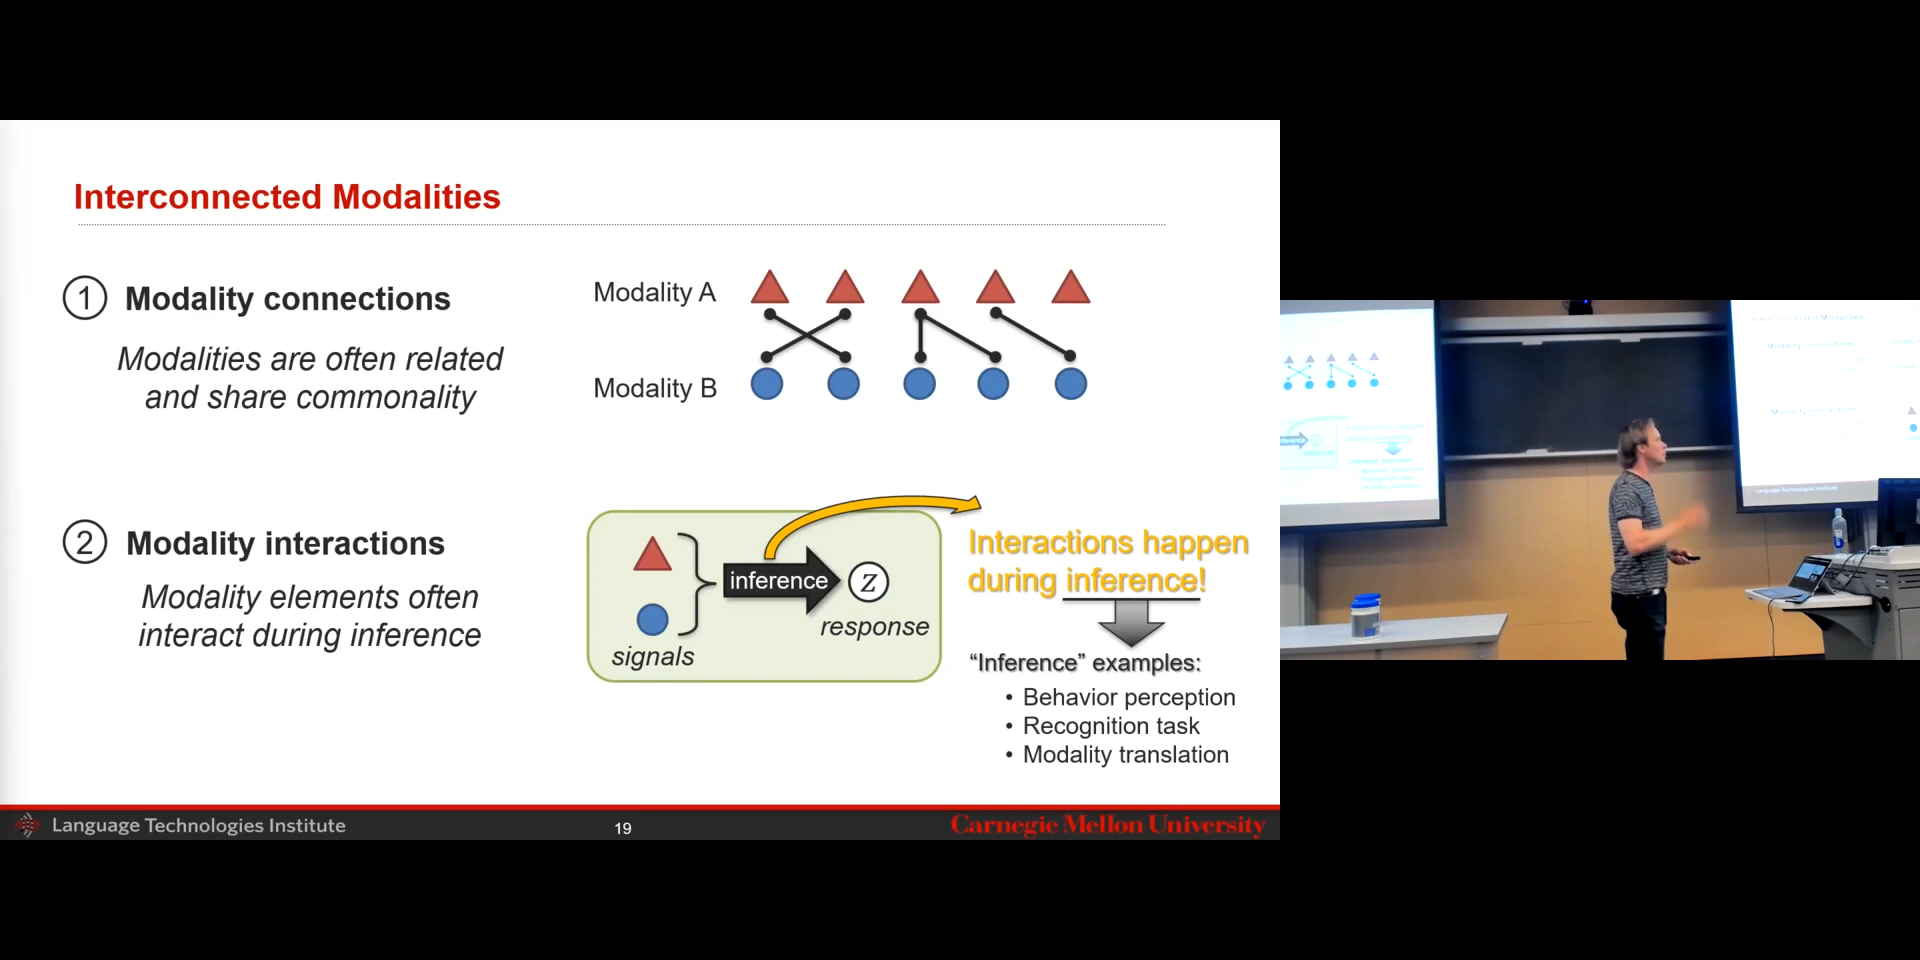 Interconnected Modalities
1 Modality connections
Modalities are often related
and share commonality
Modality A
Modality B
2 Modality interactions
Modality elements often
interact during inference
inference
Z
response
signals
Interactions happen
during inference!
“Inference” examples:
• Behavior perception
• Recognition task
• Modality translation
Language Technologies Institute
19
Carnegie Mellon University